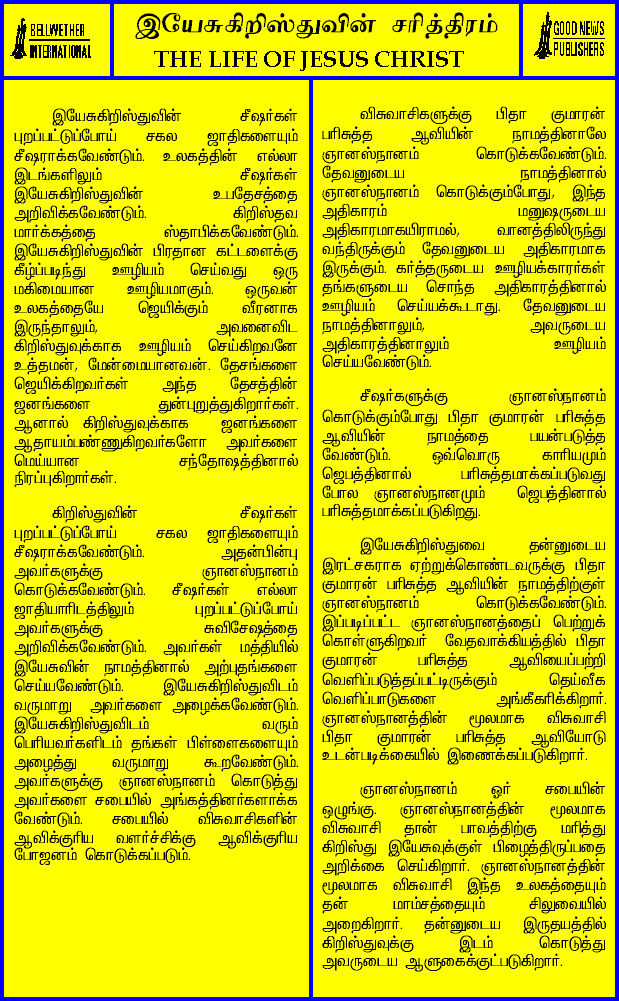 BELLWETHER
INTERNATIONAL
இயேசுகிறிஸ்துவின் சரித்திரம்
THE LIFE OF JESUS CHRIST
GOOD NEWS
PUBLISHERS
இயேசுகிறிஸ்துவின் சீஷர்கள்
புறப்பட்டுப்போய் சகல ஜாதிகளையும்
சீஷராக்கவேண்டும். உலகத்தின் எல்லா
இடங்களிலும் சீஷர்கள்
இயேசுகிறிஸ்துவின் உபதேசத்தை
அறிவிக்கவேண்டும். கிறிஸ்தவ
மார்க்கத்தை ஸ்தாபிக்கவேண்டும்.
இயேசுகிறிஸ்துவின் பிரதான கட்டளைக்கு
கீழ்ப்படிந்து ஊழியம் செய்வது ஒரு
மகிமையான ஊழியமாகும். ஒருவன்
உலகத்தையே ஜெயிக்கும் வீரனாக
இருந்தாலும், அவனைவிட
கிறிஸ்துவுக்காக ஊழியம் செய்கிறவனே
உத்தமன், மேன்மையானவன். தேசங்களை
ஜெயிக்கிறவர்கள் அந்த தேசத்தின்
ஜனங்களை துன்புறுத்துகிறார்கள்.
ஆனால் கிறிஸ்துவுக்காக ஜனங்களை
ஆதாயம்பண்ணுகிறவர்களோ அவர்களை
மெய்யான சந்தோஷத்தினால்
நிரப்புகிறார்கள்.
கிறிஸ்துவின் சீஷர்கள்
புறப்பட்டுப்போய் சகல ஜாதிகளையும்
சீஷராக்கவேண்டும். அதன்பின்பு
அவர்களுக்கு ஞானஸ்நானம்
கொடுக்கவேண்டும். சீஷர்கள் எல்லா
ஜாதியாரிடத்திலும் புறப்பட்டுப்போய்
அவர்களுக்கு சுவிசேஷத்தை
அறிவிக்கவேண்டும். அவர்கள் மத்தியில்
இயேசுவின் நாமத்தினால் அற்புதங்களை
செய்யவேண்டும். இயேசுகிறிஸ்துவிடம்
வருமாறு அவர்களை அழைக்கவேண்டும்.
இயேசுகிறிஸ்துவிடம் வரும்
பெரியவர்களிடம் தங்கள் பிள்ளைகளையும்
அழைத்து வருமாறு கூறவேண்டும்.
அவர்களுக்கு ஞானஸ்நானம் கொடுத்து
அவர்களை சபையில் அங்கத்தினர்களாக்க
வேண்டும். சபையில் விசுவாசிகளின்
ஆவிக்குரிய வளர்ச்சிக்கு ஆவிக்குரிய
போஜனம் கொடுக்கப்படும்.
விசுவாசிகளுக்கு பிதா குமாரன்
பரிசுத்த ஆவியின் நாமத்தினாலே
ஞானஸ்நானம் கொடுக்கவேண்டும்.
தேவனுடைய நாமத்தினால்
ஞானஸ்நானம் கொடுக்கும்போது, இந்த
அதிகாரம் மனுஷருடைய
அதிகாரமாகயிராமல், வானத்திலிருந்து
வந்திருக்கும் தேவனுடைய அதிகாரமாக
இருக்கும். கர்த்தருடைய ஊழியக்காரர்கள்
தங்களுடைய சொந்த அதிகாரத்தினால்
ஊழியம் செய்யக்கூடாது. தேவனுடைய
நாமத்தினாலும், அவருடைய
அதிகாரத்தினாலும் ஊழியம்
செய்யவேண்டும்.
சீஷர்களுக்கு ஞானஸ்நானம்
கொடுக்கும்போது பிதா குமாரன் பரிசுத்த
ஆவியின் நாமத்தை பயன்படுத்த
வேண்டும். ஒவ்வொரு காரியமும்
ஜெபத்தினால் பரிசுத்தமாக்கப்படுவது
போல ஞானஸ்நானமும் ஜெபத்தினால்
பரிசுத்தமாக்கப்படுகிறது.
இயேசுகிறிஸ்துவை தன்னுடைய
இரட்சகராக ஏற்றுக்கொண்டவருக்கு பிதா
குமாரன் பரிசுத்த ஆவியின் நாமத்திற்குள்
ஞானஸ்நானம் கொடுக்கவேண்டும்.
இப்படிப்பட்ட ஞானஸ்நானத்தைப் பெற்றுக்
கொள்ளுகிறவர் வேதவாக்கியத்தில் பிதா
குமாரன் பரிசுத்த ஆவியைப்பற்றி
வெளிப்படுத்தப்பட்டிருக்கும் தெய்வீக
வெளிப்பாடுகளை அங்கீகரிக்கிறார்.
ஞானஸ்நானத்தின் மூலமாக விசுவாசி
பிதா குமாரன் பரிசுத்த ஆவியோடு
உடன்படிக்கையில் இணைக்கப்படுகிறார்.
ஞானஸ்நானம் ஓர் சபையின்
ஒழுங்கு. ஞானஸ்நானத்தின் மூலமாக
விசுவாசி தான் பாவத்திற்கு மரித்து
கிறிஸ்து இயேசுவுக்குள் பிழைத்திருப்பதை
அறிக்கை செய்கிறார். ஞானஸ்நானத்தின்
மூலமாக விசுவாசி இந்த உலகத்தையும்
தன் மாம்சத்தையும் சிலுவையில்
அறைகிறார். தன்னுடைய இருதயத்தில்
கிறிஸ்துவுக்கு இடம் கொடுத்து
அவருடைய ஆளுகைக்குட்படுகிறார்.